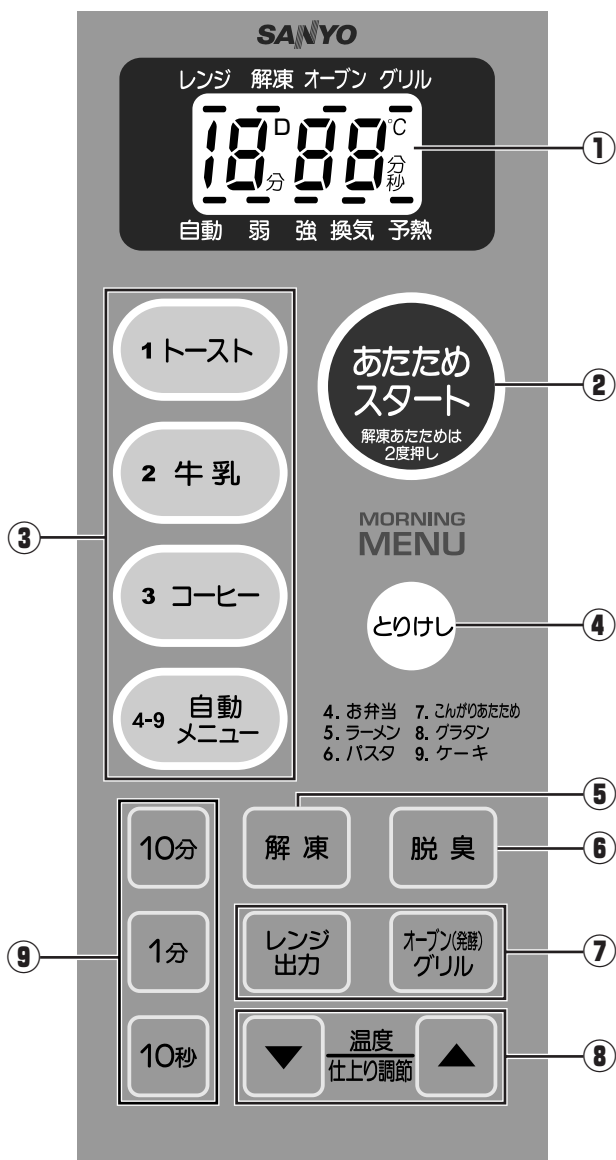 SANYO
レンジ 解凍 オーブン グリル
18 D 88 ℃
分 分
秒
自動 弱 強 換気 予熱
①
1 トースト
あたため
スタート
解凍あたためは
2度押し
②
2 牛乳
③
MORNING
MENU
3 コーヒー
とりけし
④
4-9 自動
メニュー
4. お弁当 7. こんがりあたため
5. ラーメン 8. グラタン
6. パスタ 9. ケーキ
⑤
10分
解凍
脱臭
⑥
⑨
1分
レンジ
出力
オーブン(発酵)
グリル
⑦
10秒
▼
温度
仕上り調節
▲
⑧